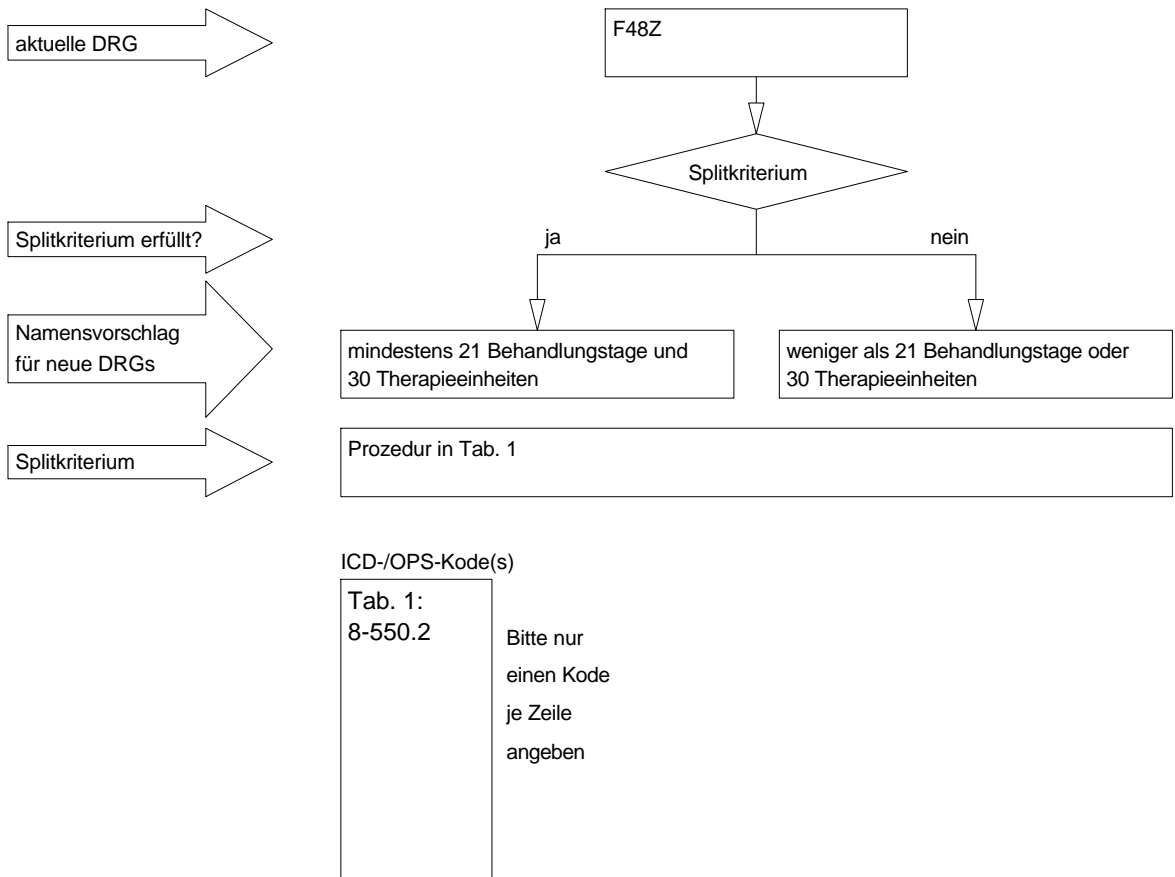 aktuelle DRG
F48Z
Splitkriterium
Splitkriterium erfüllt?
ja
nein
Namensvorschlag
für neue DRGs
mindestens 21 Behandlungstage und
30 Therapieeinheiten
weniger als 21 Behandlungstage oder
30 Therapieeinheiten
Splitkriterium
Prozedur in Tab. 1
ICD-/OPS-Kode(s)
Tab. 1:
8-550.2
Bitte nur
einen Kode
je Zeile
angeben